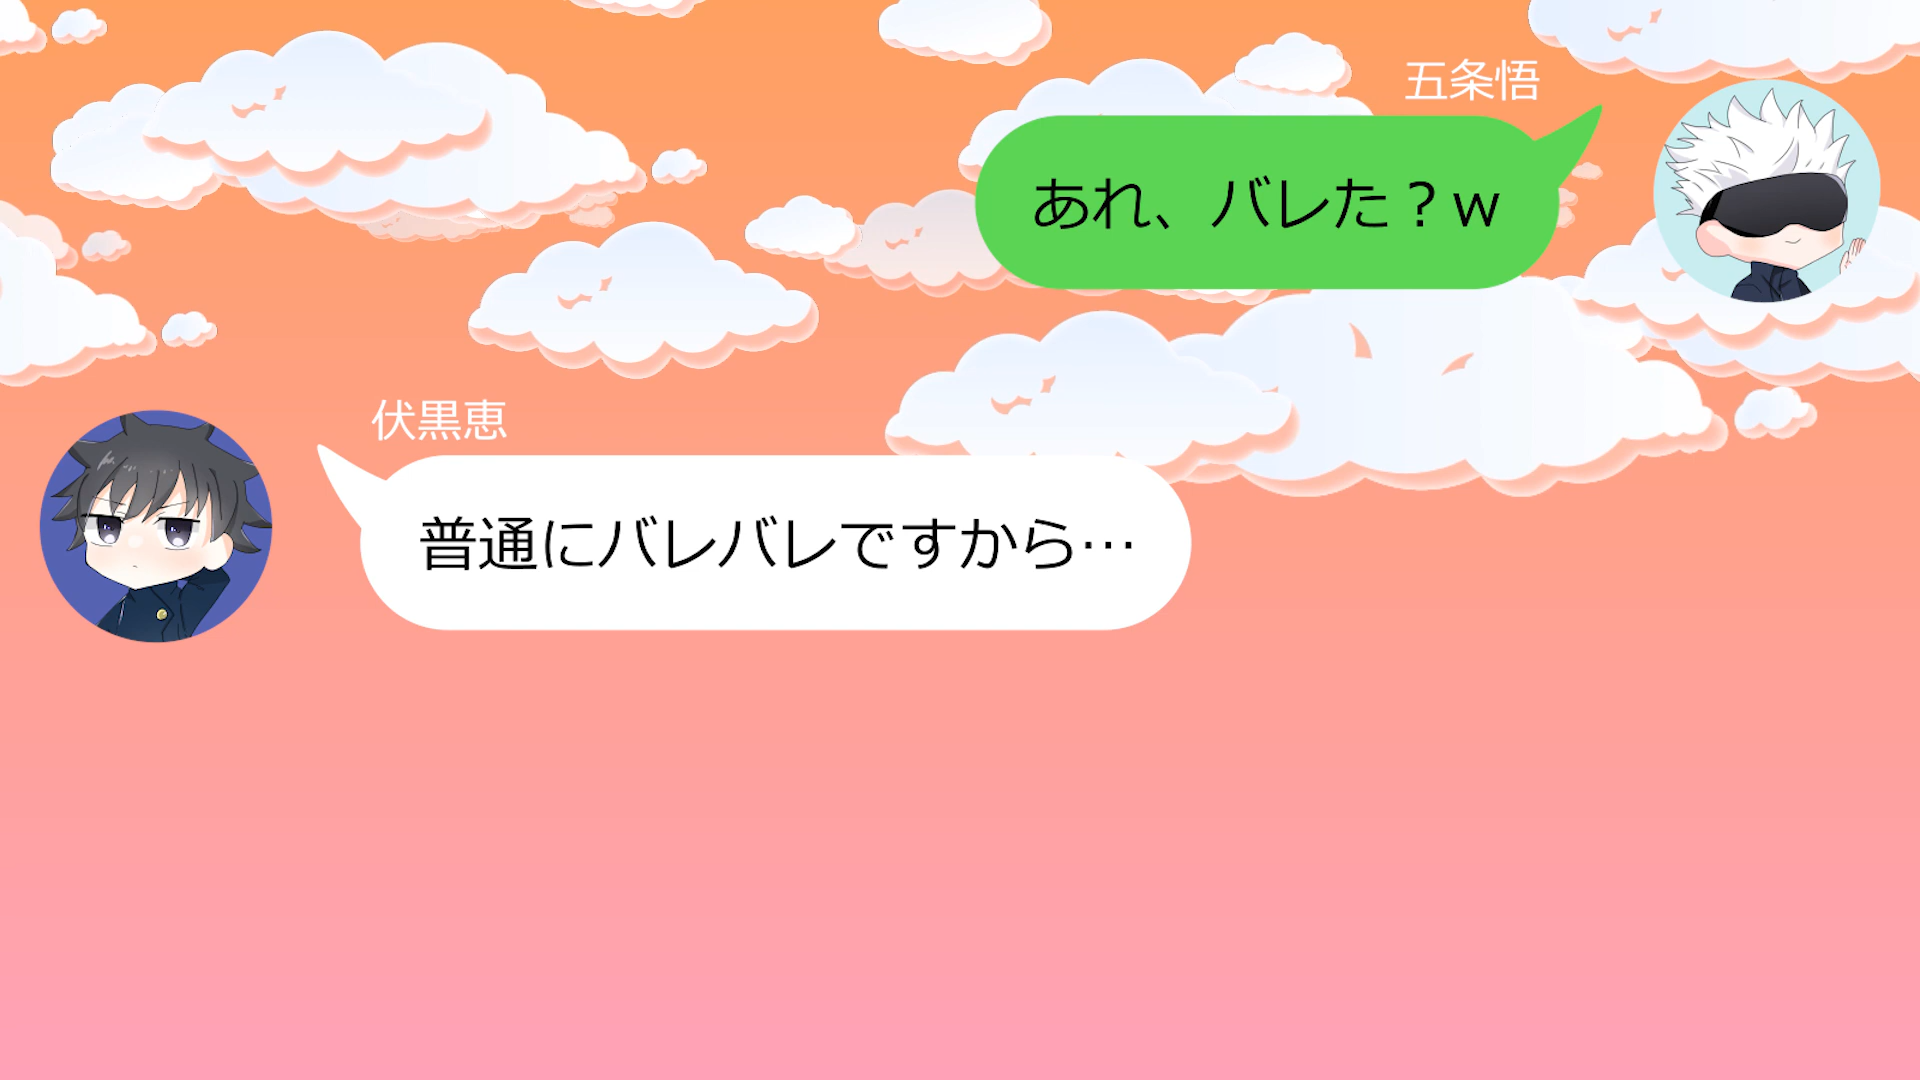 五条悟
あれ、バレた？w
伏黒恵
普通にバレバレですから…